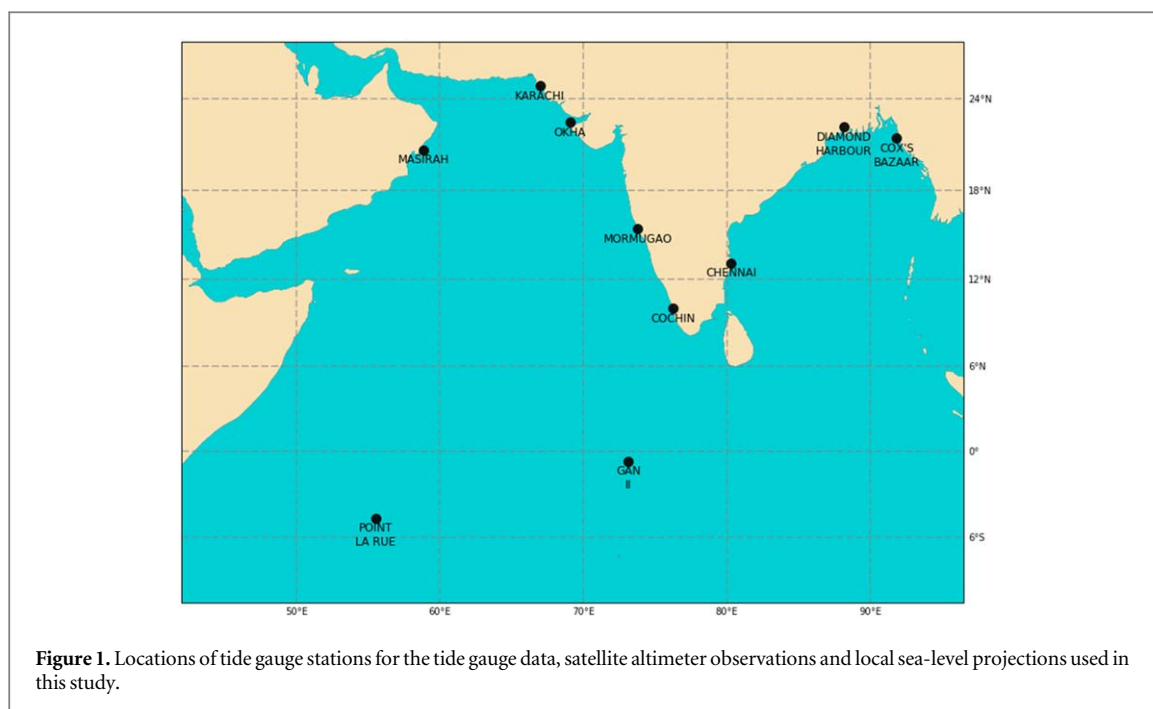 KARACHI
24°N
OKHA
DIAMOND
HARBOUR
COX'S
BAZAAR
MASIRAH
18°N
MORMUGAO
CHENNAI
12°N
COCHIN
6°N
0°
GAN
II
POINT
LA RUE
6°S
50°E 60°E 70°E 80°E 90°E
Figure 1. Locations of tide gauge stations for the tide gauge data, satellite altimeter observations and local sea-level projections used in
this study.